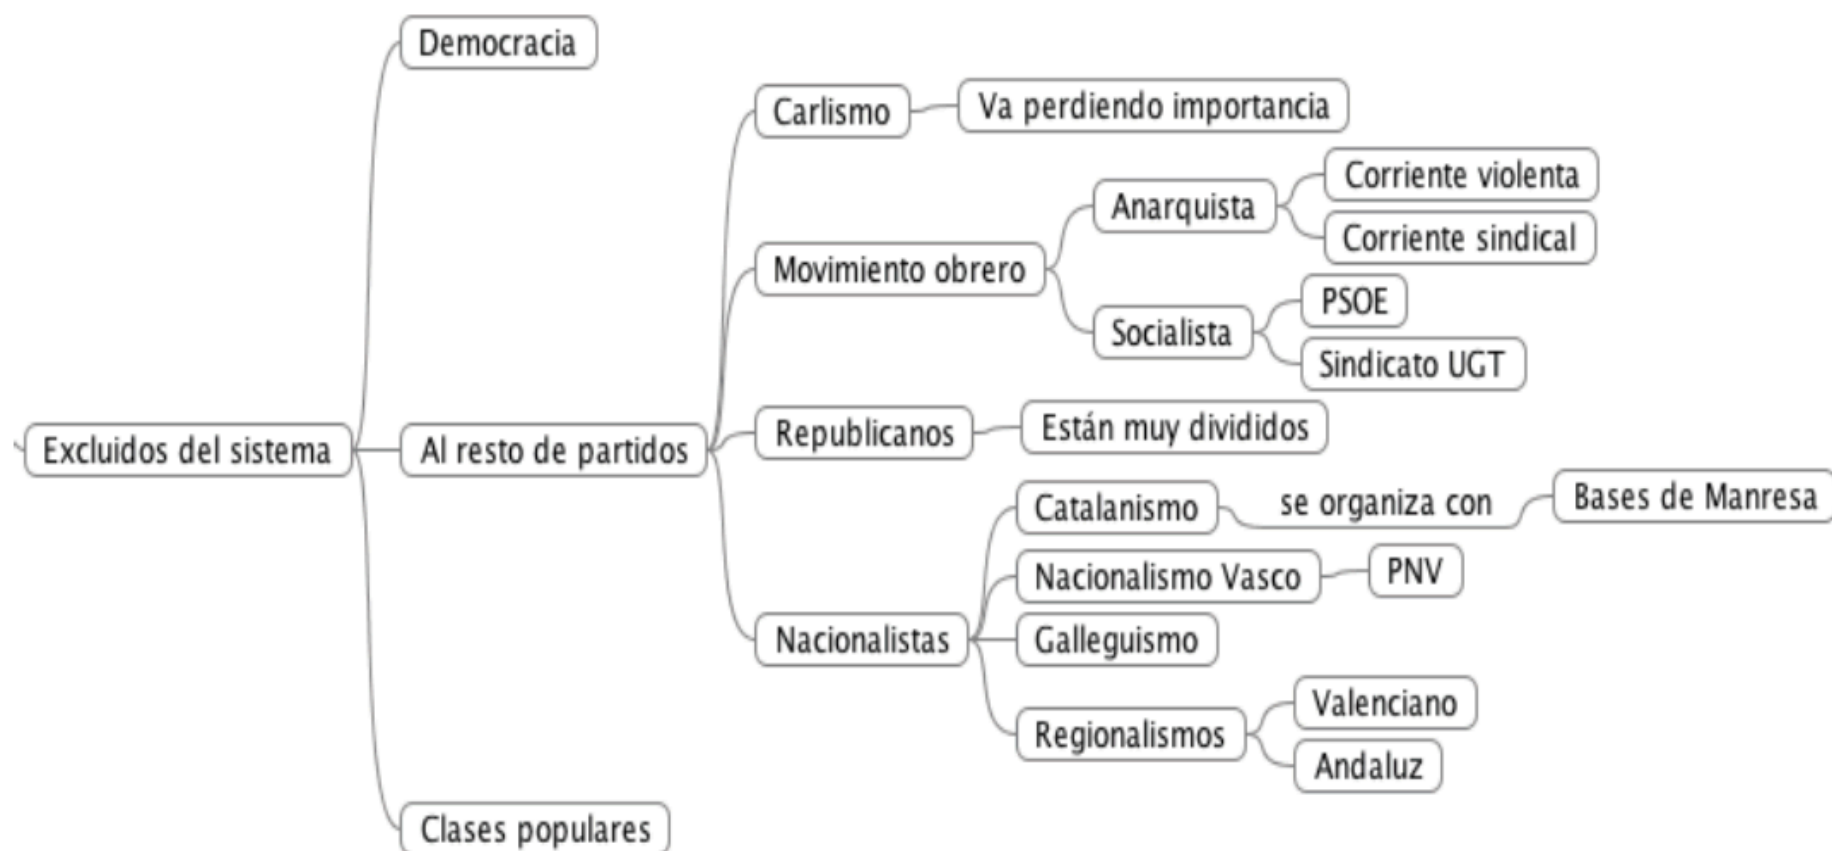 Democracia
Carlismo
Va perdiendo importancia
Corriente violenta
Anarquista
Corriente sindical
Movimiento obrero
PSOE
Socialista
Sindicato UGT
Excluidos del sistema
Al resto de partidos
Republicanos
Están muy divididos
Catalanismo
se organiza con
Bases de Manresa
Nacionalismo Vasco
PNV
Nacionalistas
Galleguismo
Valenciano
Regionalismos
Andaluz
Clases populares